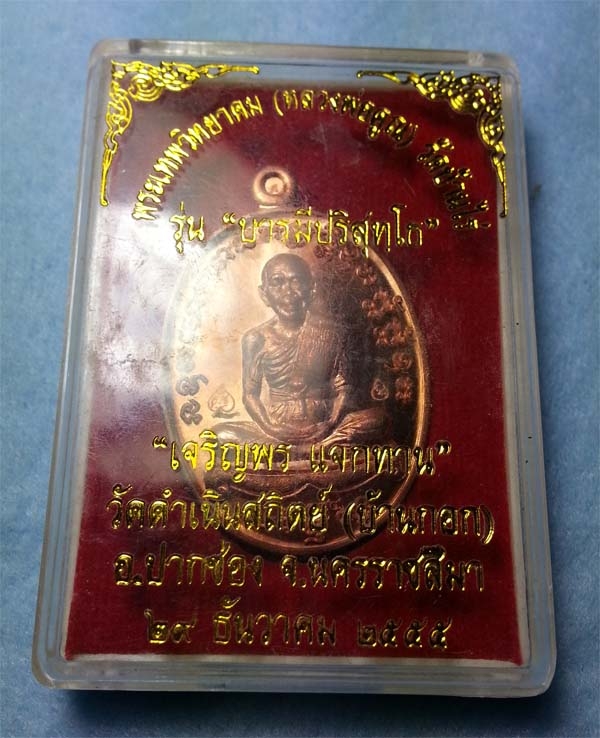 พระเทพวิทยาคม (หลวงพ่อคูณ) วัดบ้านไร่
รุ่น "บารมีปริสุทฺโก"
"เจริญพร แจกทาน"
วัดดำเนินสถิตย์ (บ้านกอก)
อ.ปากช่อง จ.นครราชสีมา
๒๙ ธันวาคม ๒๕๕๕